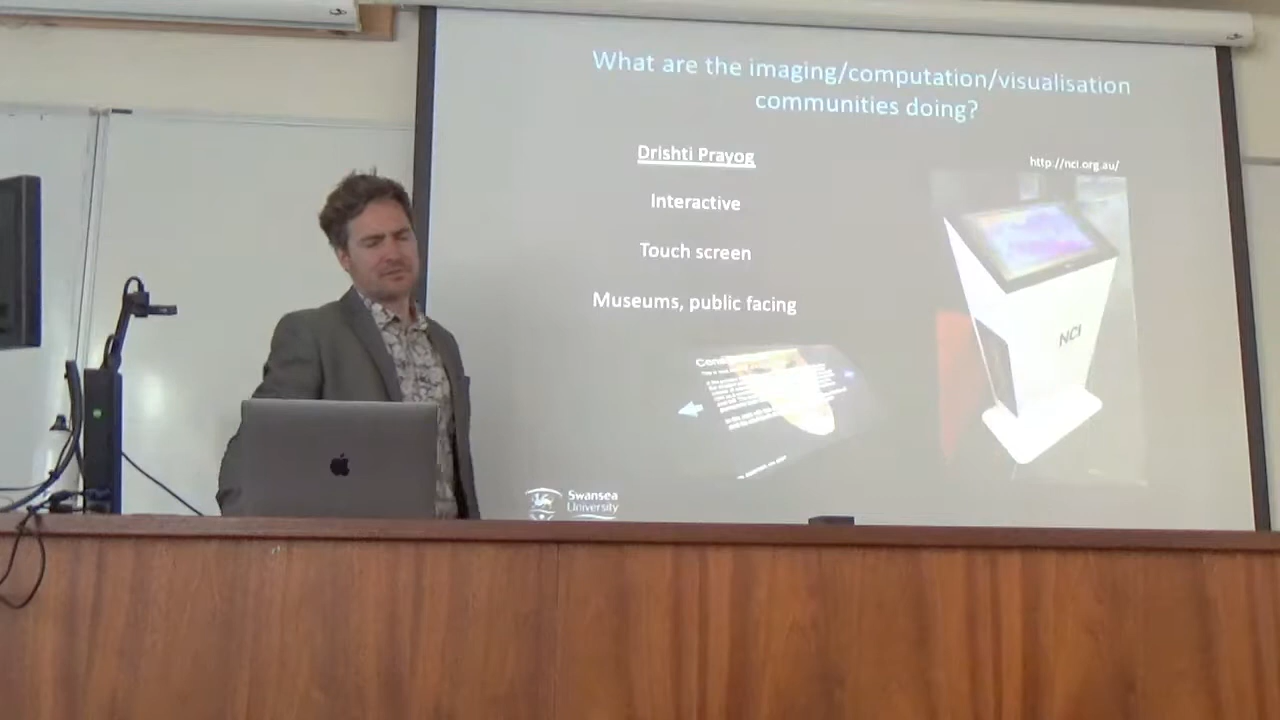 What are the imaging/computation/visualisation
communities doing?
Drishti Prayog
http://nci.org.au/
Interactive
Touch screen
Museums, public facing
NCI
Swansea
University